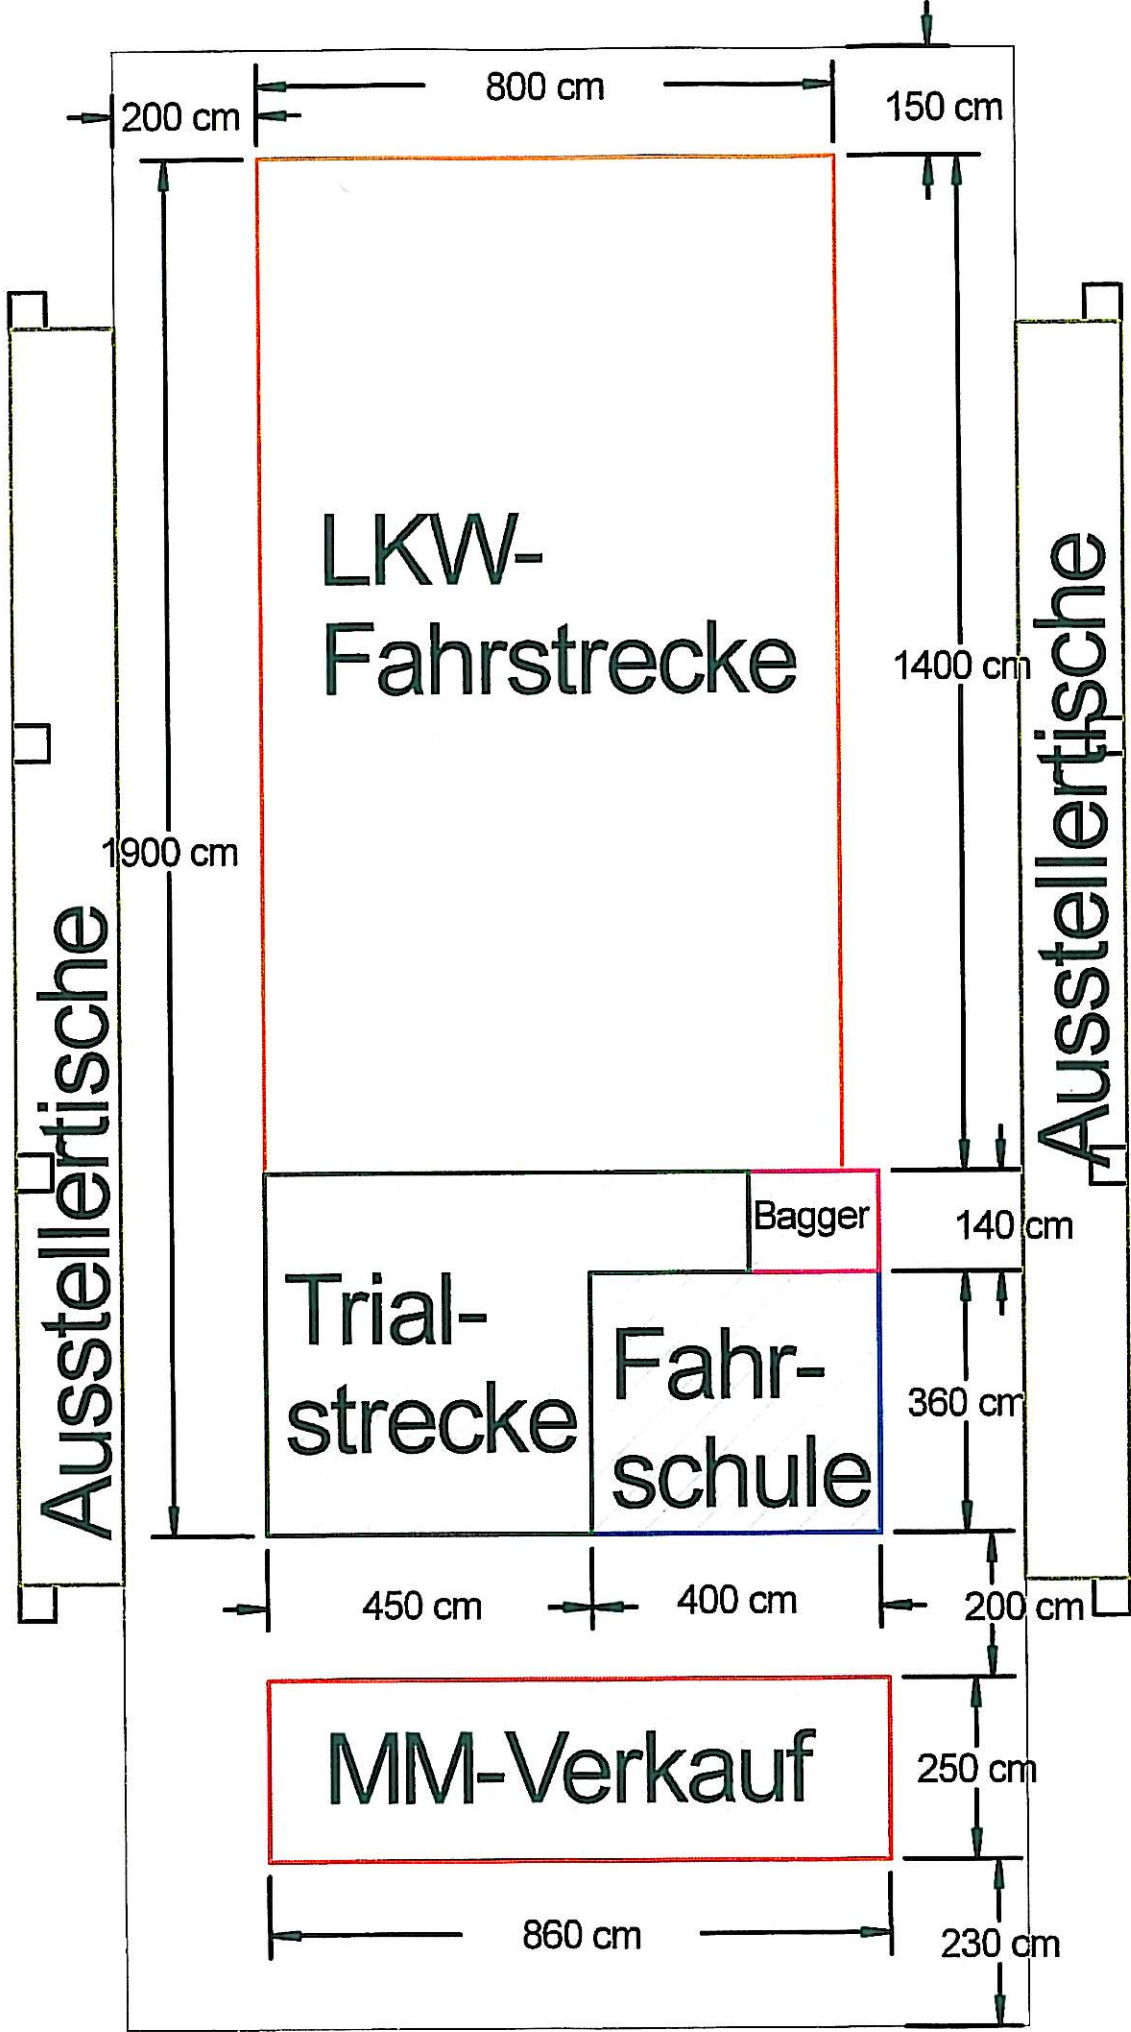 800 cm
200 cm
150 cm
LKW-
Fahrstrecke
1400 cm
1900 cm
Ausstellertische
Ausstellertische
Bagger
140 cm
Trial-
strecke
Fahr-
schule
360 cm
450 cm
400 cm
200 cm
MM-Verkauf
250 cm
860 cm
230 cm